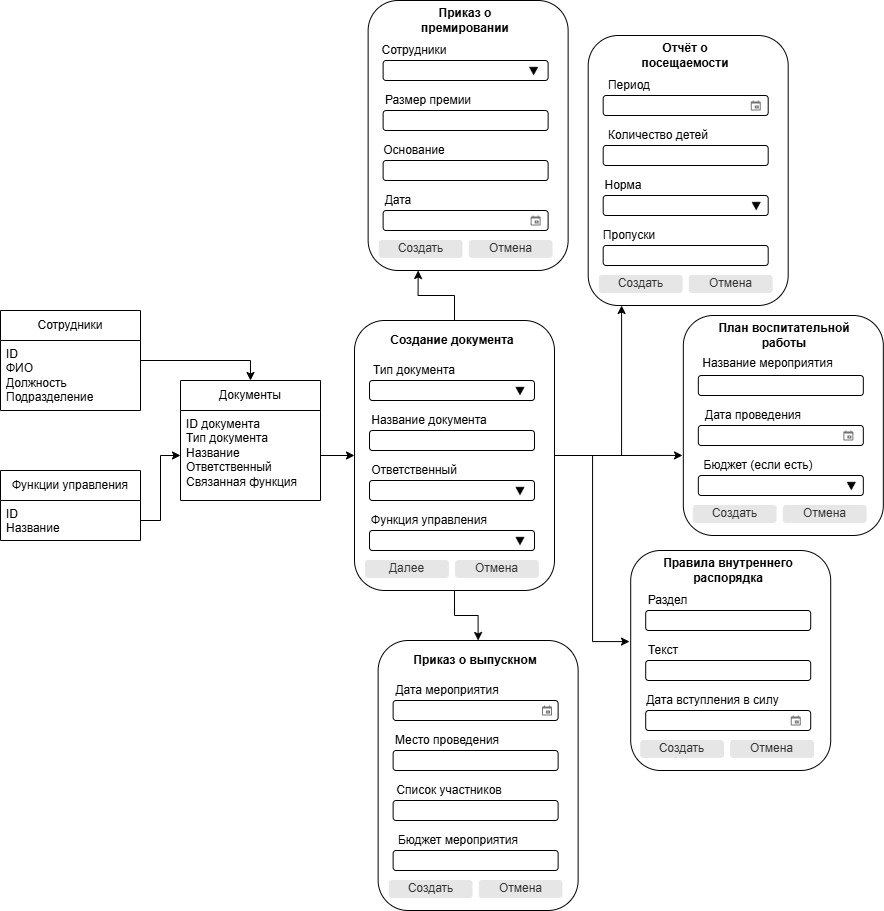 Приказ о
премировании
Сотрудники
Размер премии
Основание
Дата
Создать
Отмена
Отчёт о
посещаемости
Период
Количество детей
Норма
Пропуски
Создать
Отмена
Сотрудники
ID
ФИО
Должность
Подразделение
Функции управления
ID
Название
Документы
ID документа
Тип документа
Название
Ответственный
Связанная функция
Создание документа
Тип документа
Название документа
Ответственный
Функция управления
Далее
Отмена
План воспитательной
работы
Название мероприятия
Дата проведения
Бюджет (если есть)
Создать
Отмена
Правила внутреннего
распорядка
Раздел
Текст
Дата вступления в силу
Создать
Отмена
Приказ о выпускном
Дата мероприятия
Место проведения
Список участников
Бюджет мероприятия
Создать
Отмена